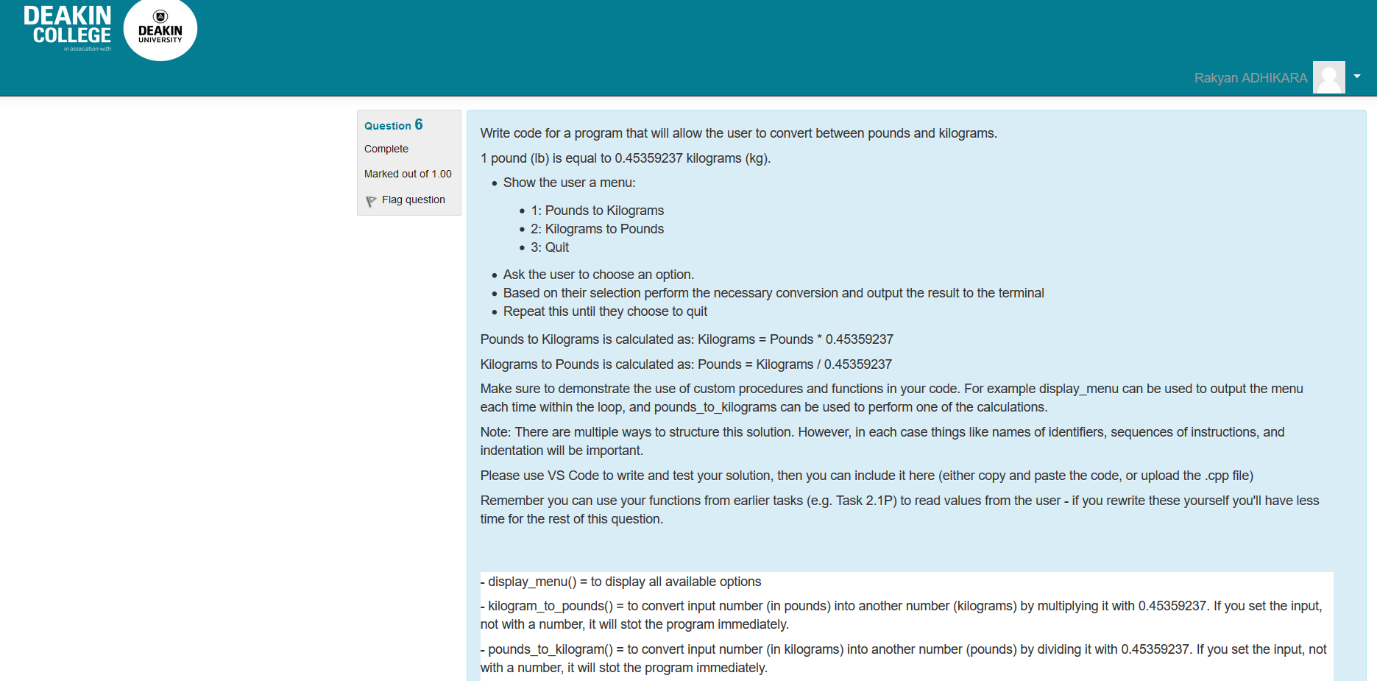 DEAKIN
COLLEGE
in association with
DEAKIN
UNIVERSITY
Rakyan ADHIKARA
Question 6
Complete
Marked out of 1.00
Flag question
Write code for a program that will allow the user to convert between pounds and kilograms.
1 pound (lb) is equal to 0.45359237 kilograms (kg).
• Show the user a menu:
• 1: Pounds to Kilograms
• 2: Kilograms to Pounds
• 3: Quit
• Ask the user to choose an option.
• Based on their selection perform the necessary conversion and output the result to the terminal
• Repeat this until they choose to quit
Pounds to Kilograms is calculated as: Kilograms = Pounds * 0.45359237
Kilograms to Pounds is calculated as: Pounds = Kilograms / 0.45359237
Make sure to demonstrate the use of custom procedures and functions in your code. For example display_menu can be used to output the menu
each time within the loop, and pounds_to_kilograms can be used to perform one of the calculations.
Note: There are multiple ways to structure this solution. However, in each case things like names of identifiers, sequences of instructions, and
indentation will be important.
Please use VS Code to write and test your solution, then you can include it here (either copy and paste the code, or upload the .cpp file)
Remember you can use your functions from earlier tasks (e.g. Task 2.1P) to read values from the user - if you rewrite these yourself you'll have less
time for the rest of this question.
- display_menu() = to display all available options
- kilogram_to_pounds() = to convert input number (in pounds) into another number (kilograms) by multiplying it with 0.45359237. If you set the input,
not with a number, it will stot the program immediately.
- pounds_to_kilogram() = to convert input number (in kilograms) into another number (pounds) by dividing it with 0.45359237. If you set the input, not
with a number, it will stot the program immediately.